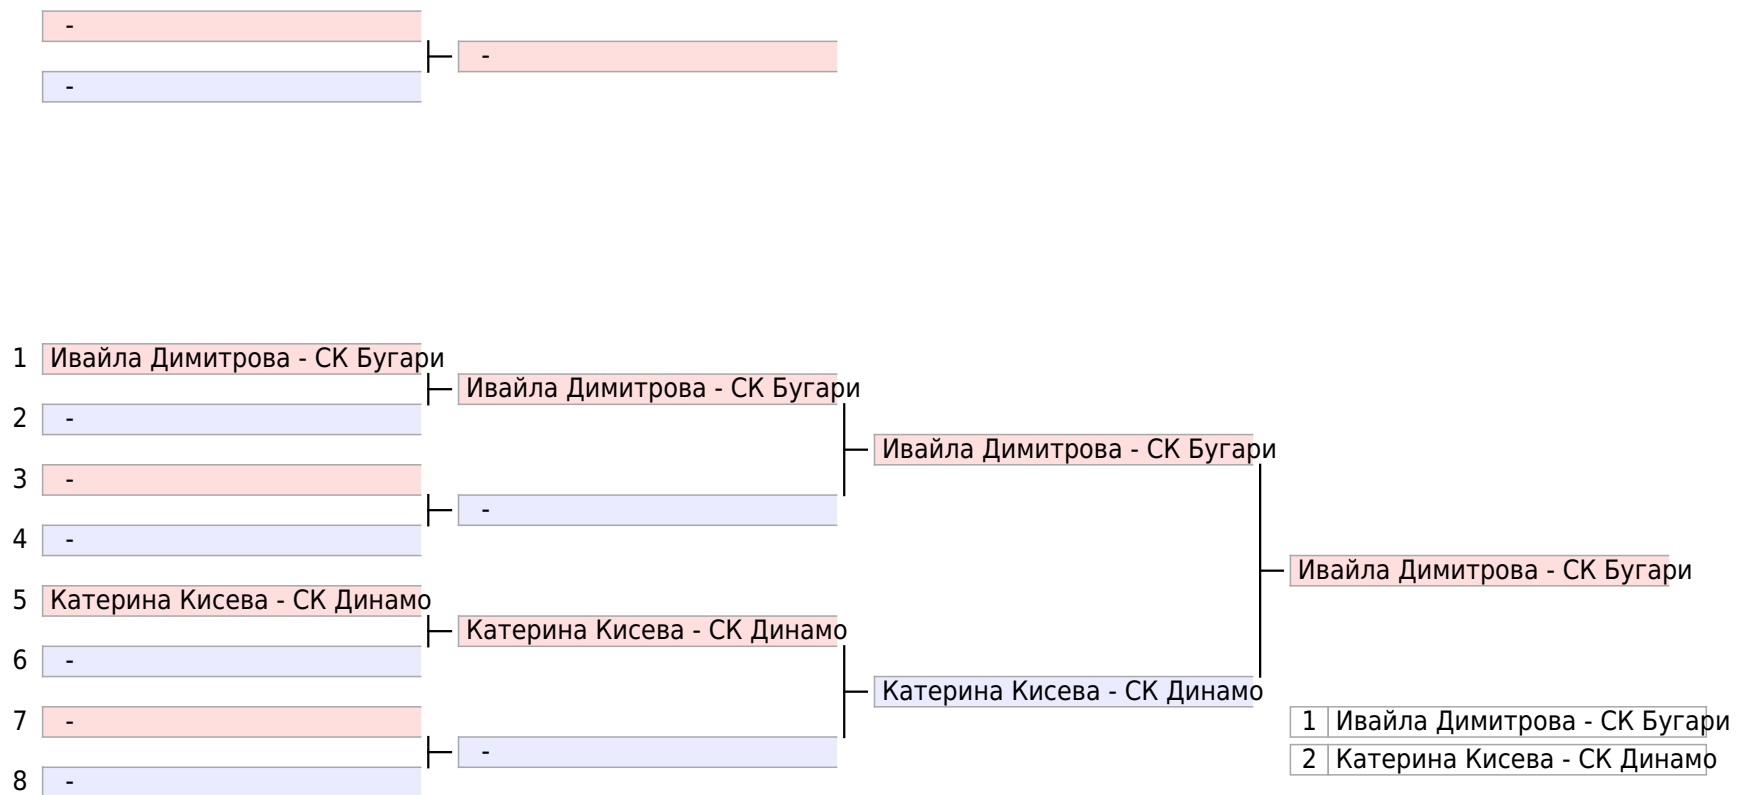 -
-
-
1 Ивайла Димитрова - СК Бугари
Ивайла Димитрова - СК Бугари
2 -
Ивайла Димитрова - СК Бугари
3 -
-
4 -
Ивайла Димитрова - СК Бугари
5 Катерина Кисева - СК Динамо
Катерина Кисева - СК Динамо
6 -
Катерина Кисева - СК Динамо
7 -
1 Ивайла Димитрова - СК Бугари
-
2 Катерина Кисева - СК Динамо
8 -